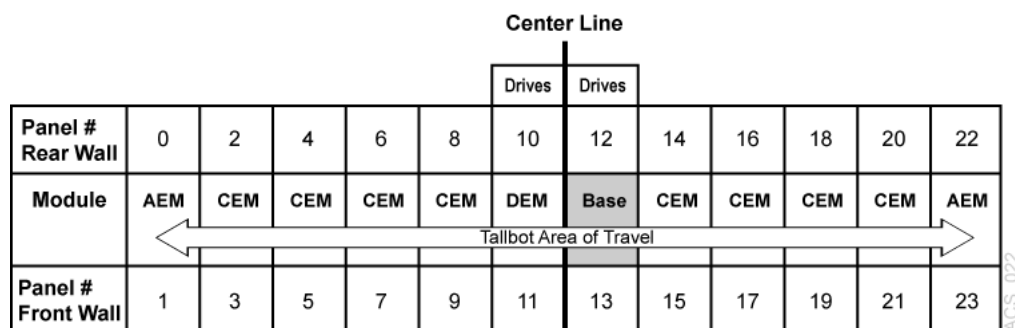 Center Line
Drives Drives
Panel #
Rear Wall 0 2 4 6 8 10 12 14 16 18 20 22
Module AEM CEM CEM CEM CEM DEM Base CEM CEM CEM CEM AEM
Tallbot Area of Travel
Panel #
Front Wall 1 3 5 7 9 11 13 15 17 19 21 23
ACS_022